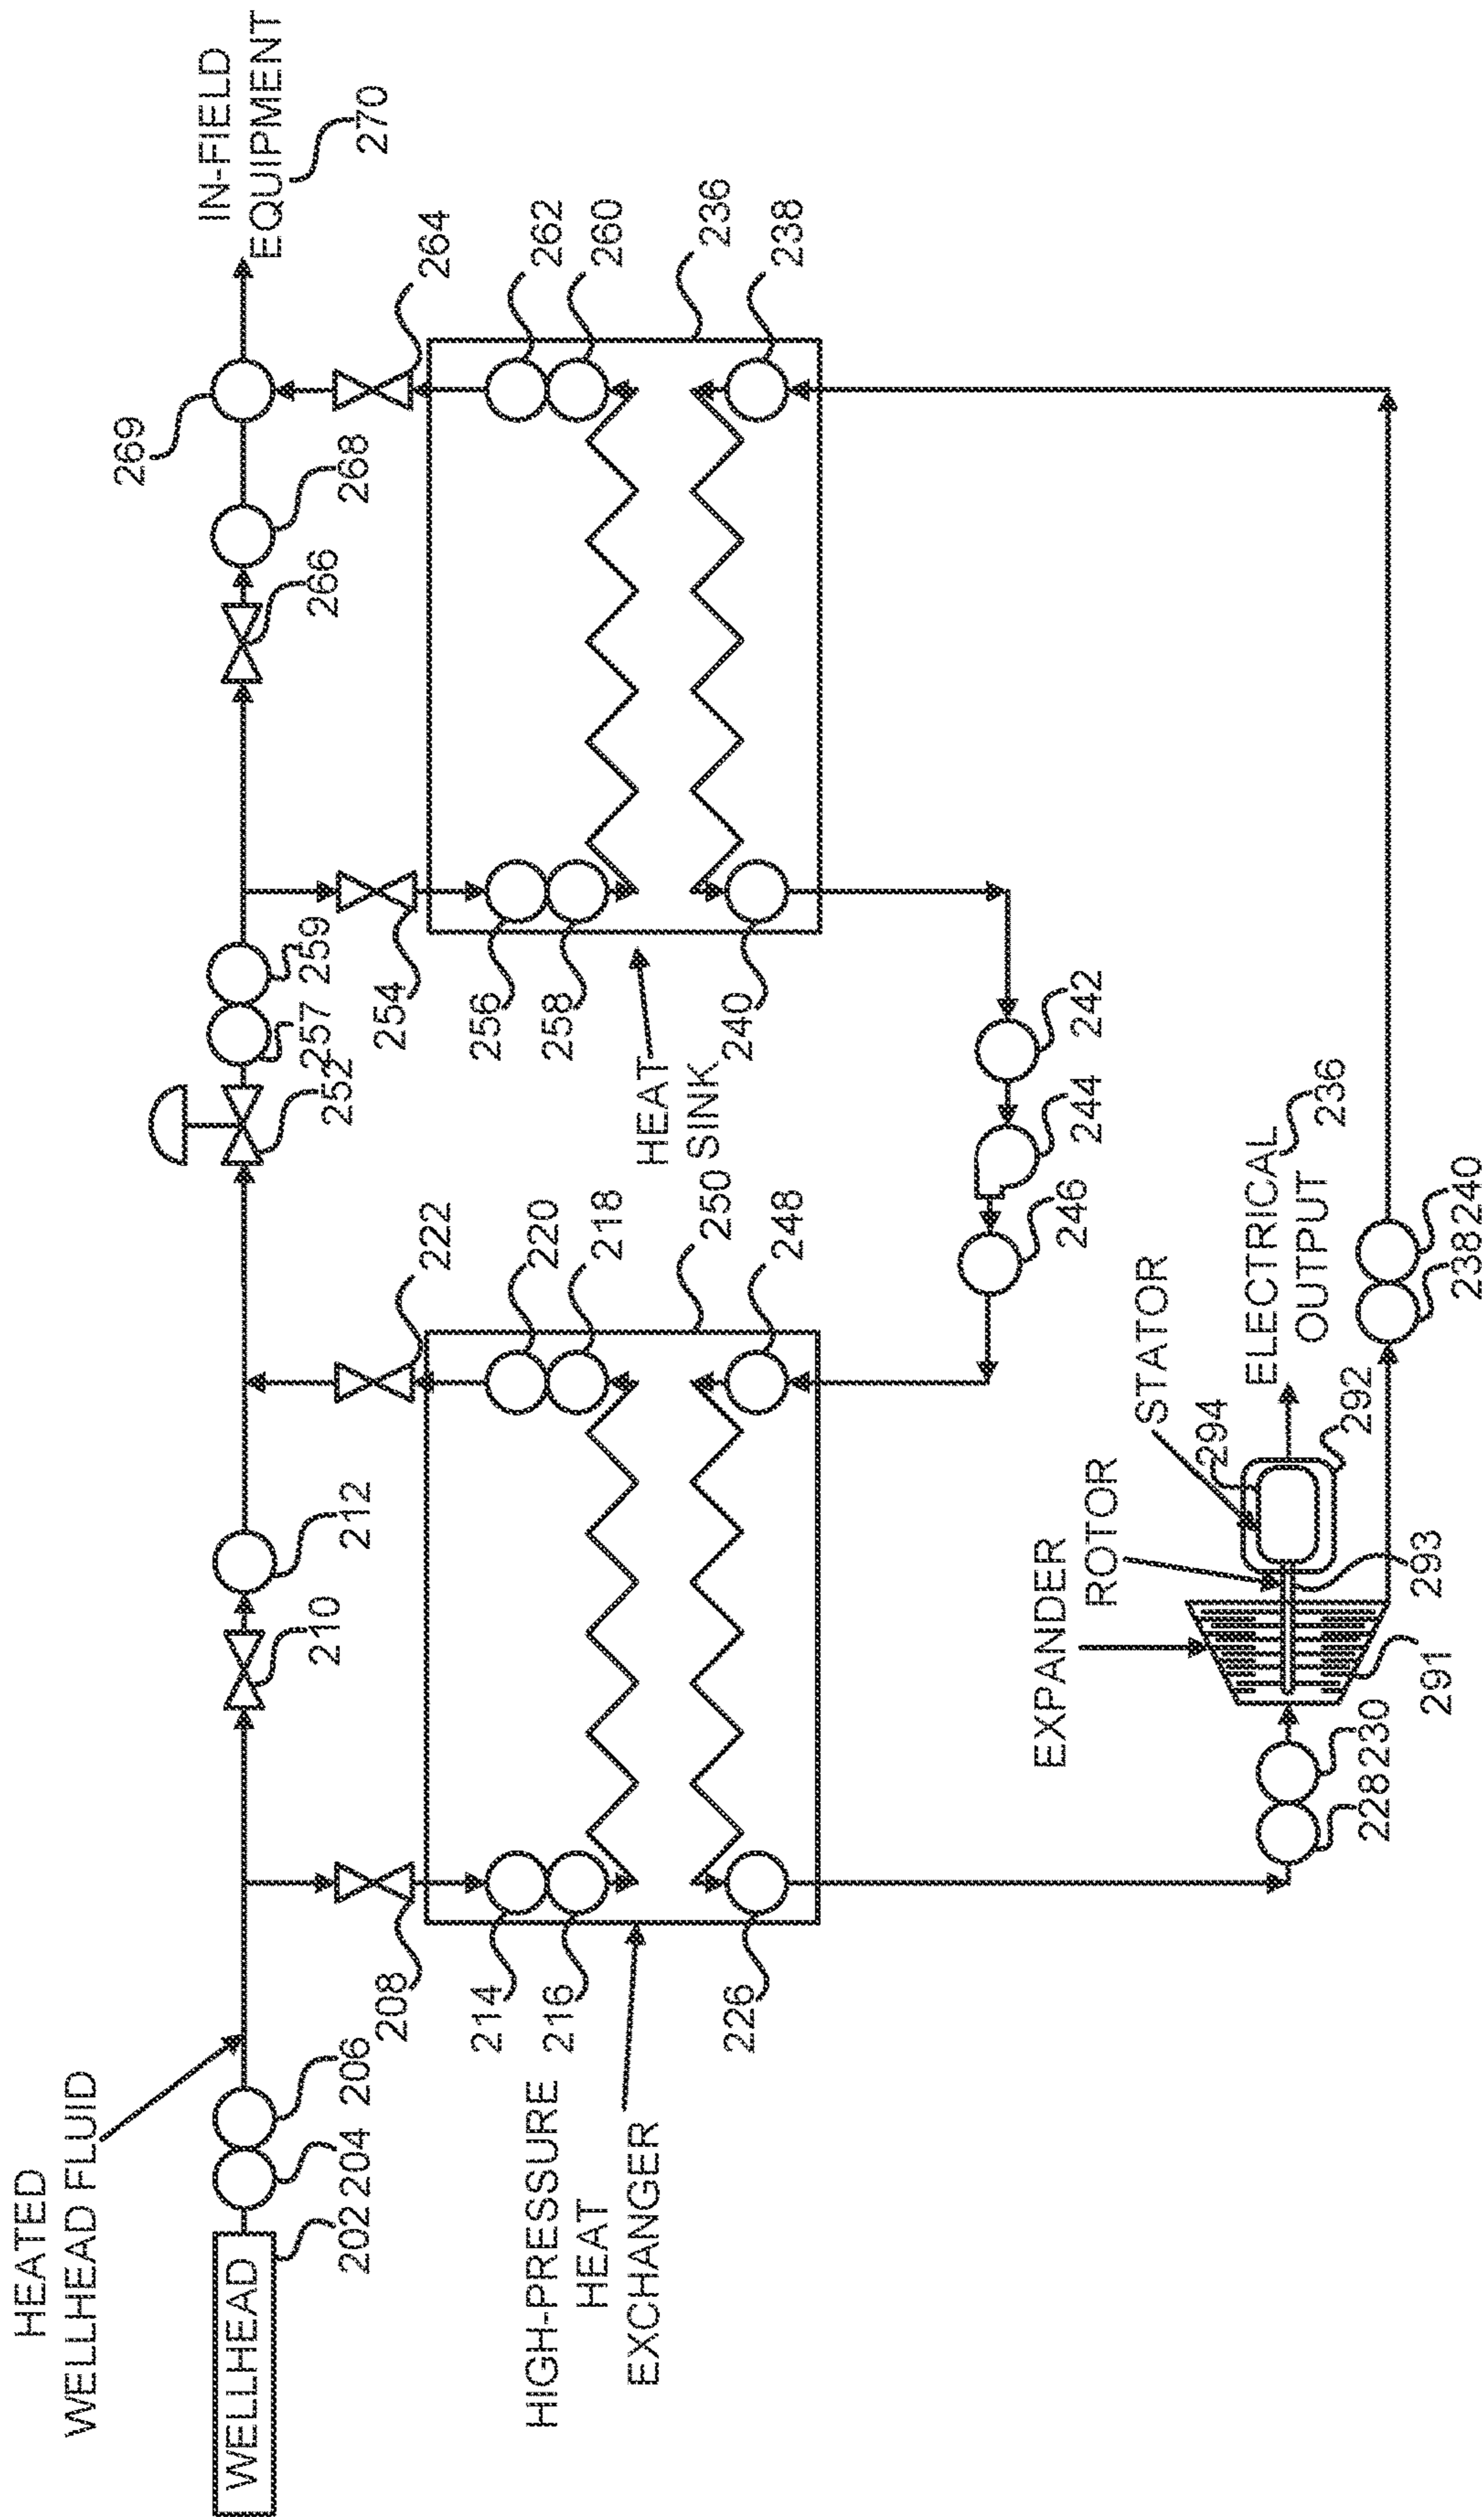 HEATED
WELLHEAD FLUID
WELLHEAD
202
204
206
208
210
212
214
216
HIGH-PRESSURE
HEAT
EXCHANGER
226
222
220
218
248
250
252
257
259
254
256
258
HEAT
SINK
240
242
244
246
266
268
269
264
262
260
236
238
IN-FIELD
EQUIPMENT
270
228
230
EXPANDER
ROTOR
STATOR
291
293
294
292
ELECTRICAL
OUTPUT
236
238
240